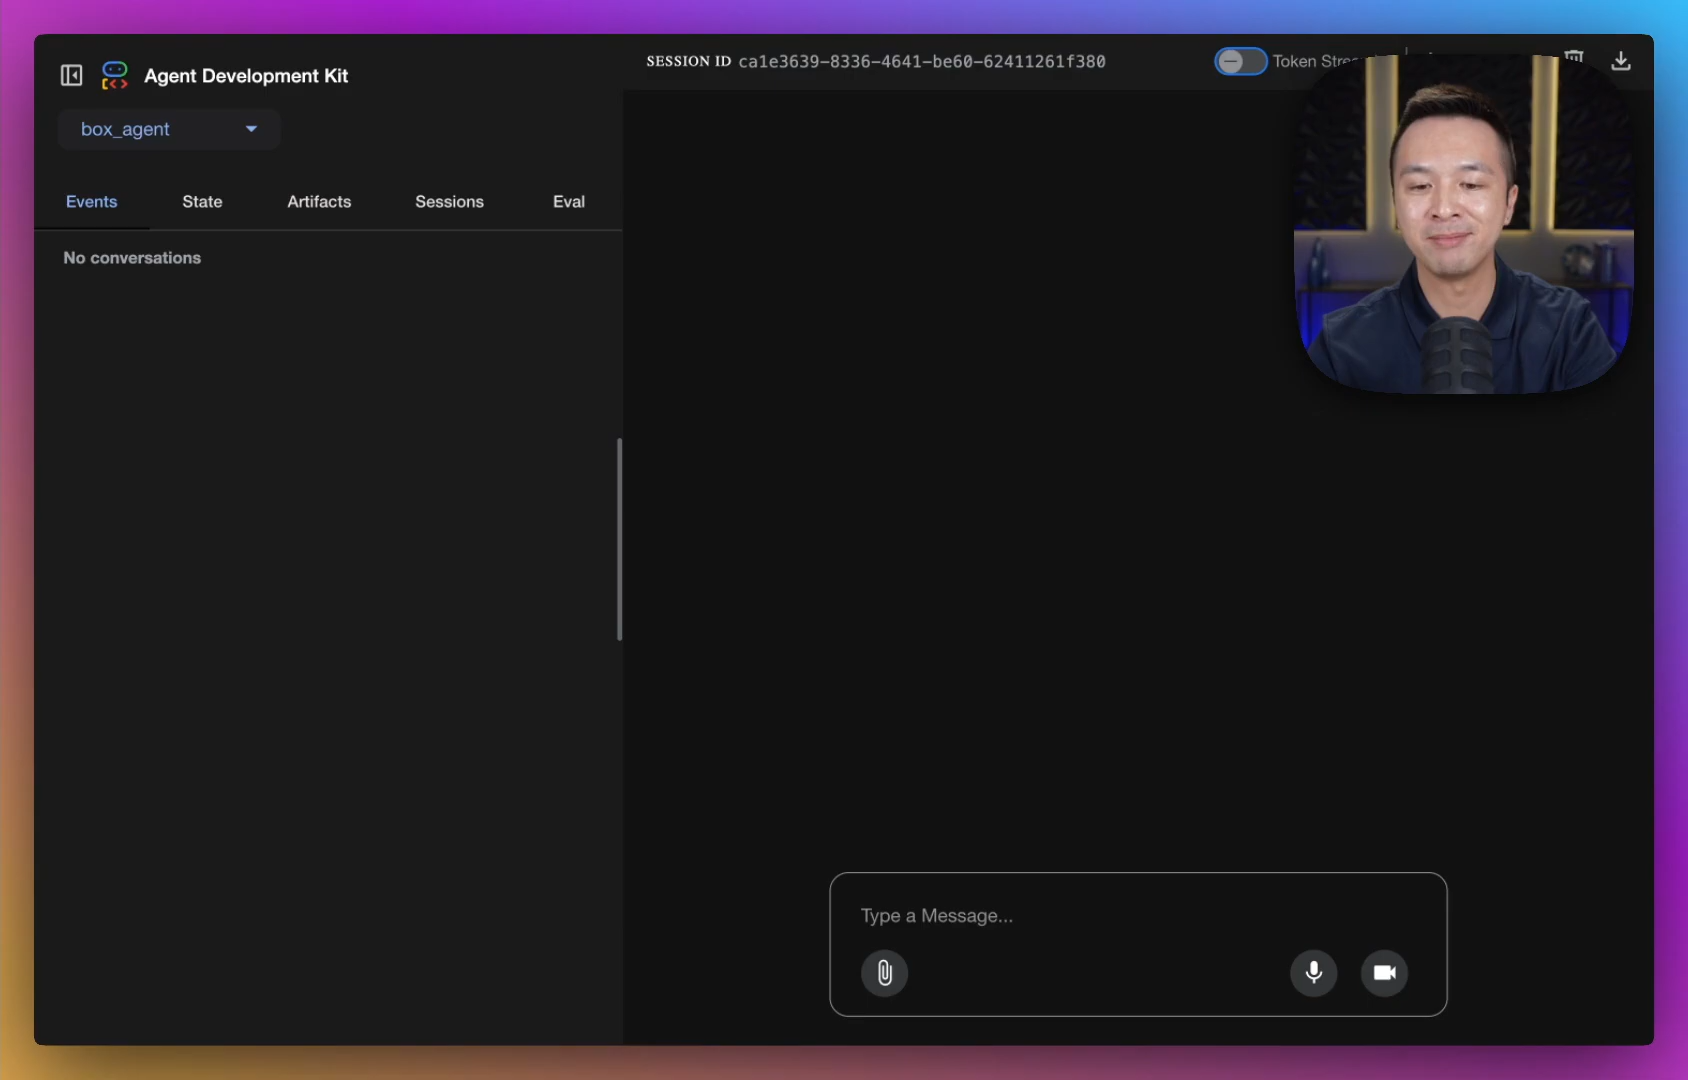 Agent Development Kit
SESSION ID ca1e3639-8336-4641-be60-62411261f380
Token
box_agent
Events State Artifacts Sessions Eval
No conversations
Type a Message...